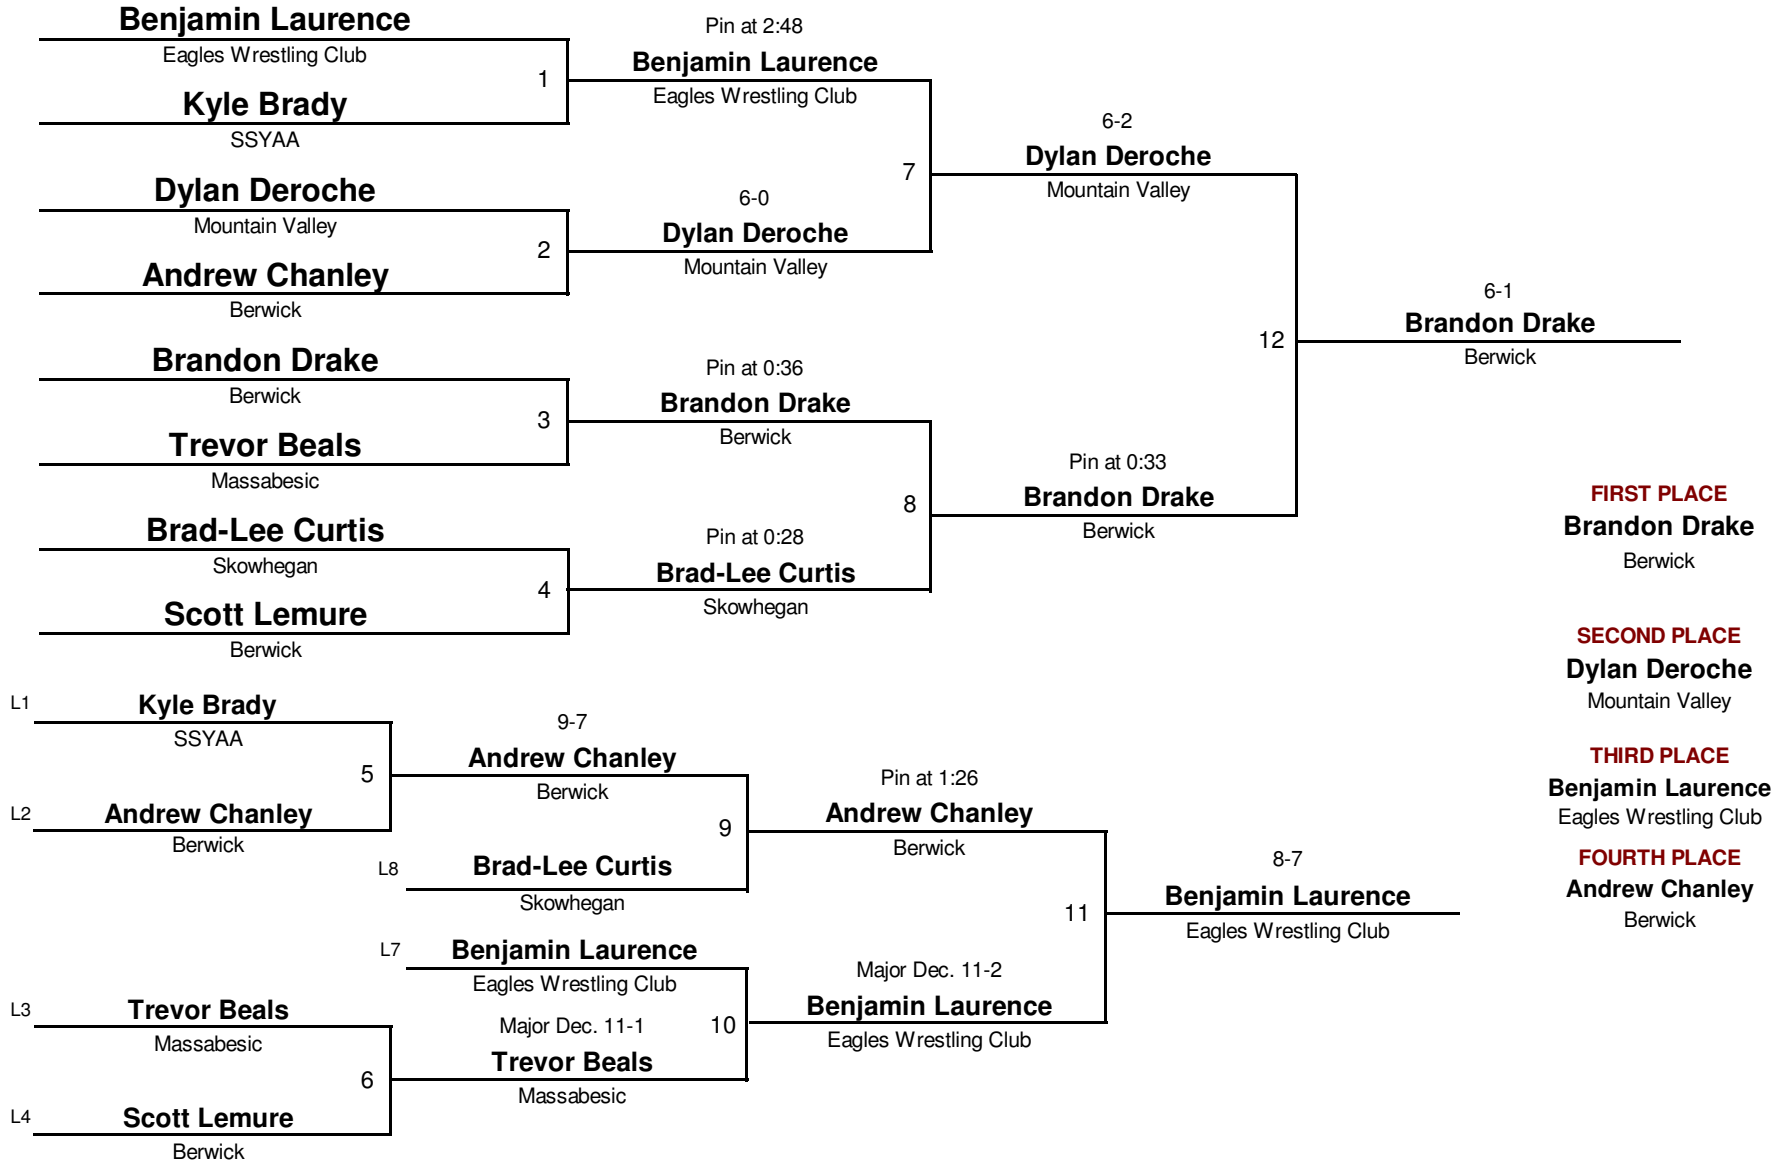 Benjamin Laurence
Eagles Wrestling Club
1
Kyle Brady
SSYAA
Pin at 2:48
Benjamin Laurence
Eagles Wrestling Club
Dylan Deroche
Mountain Valley
2
Andrew Chanley
Berwick
6-0
Dylan Deroche
Mountain Valley
7
6-2
Dylan Deroche
Mountain Valley
Brandon Drake
Berwick
3
Trevor Beals
Massabesic
Pin at 0:36
Brandon Drake
Berwick
Brad-Lee Curtis
Skowhegan
4
Scott Lemure
Berwick
Pin at 0:28
Brad-Lee Curtis
Skowhegan
8
Pin at 0:33
Brandon Drake
Berwick
12
6-1
Brandon Drake
Berwick
FIRST PLACE
Brandon Drake
Berwick
SECOND PLACE
Dylan Deroche
Mountain Valley
THIRD PLACE
Benjamin Laurence
Eagles Wrestling Club
FOURTH PLACE
Andrew Chanley
Berwick
L1
Kyle Brady
SSYAA
5
L2
Andrew Chanley
Berwick
9-7
Andrew Chanley
Berwick
9
L8
Brad-Lee Curtis
Skowhegan
Pin at 1:26
Andrew Chanley
Berwick
L7
Benjamin Laurence
Eagles Wrestling Club
L3
Trevor Beals
Massabesic
6
L4
Scott Lemure
Berwick
Major Dec. 11-1
Trevor Beals
Massabesic
10
Major Dec. 11-2
Benjamin Laurence
Eagles Wrestling Club
11
8-7
Benjamin Laurence
Eagles Wrestling Club